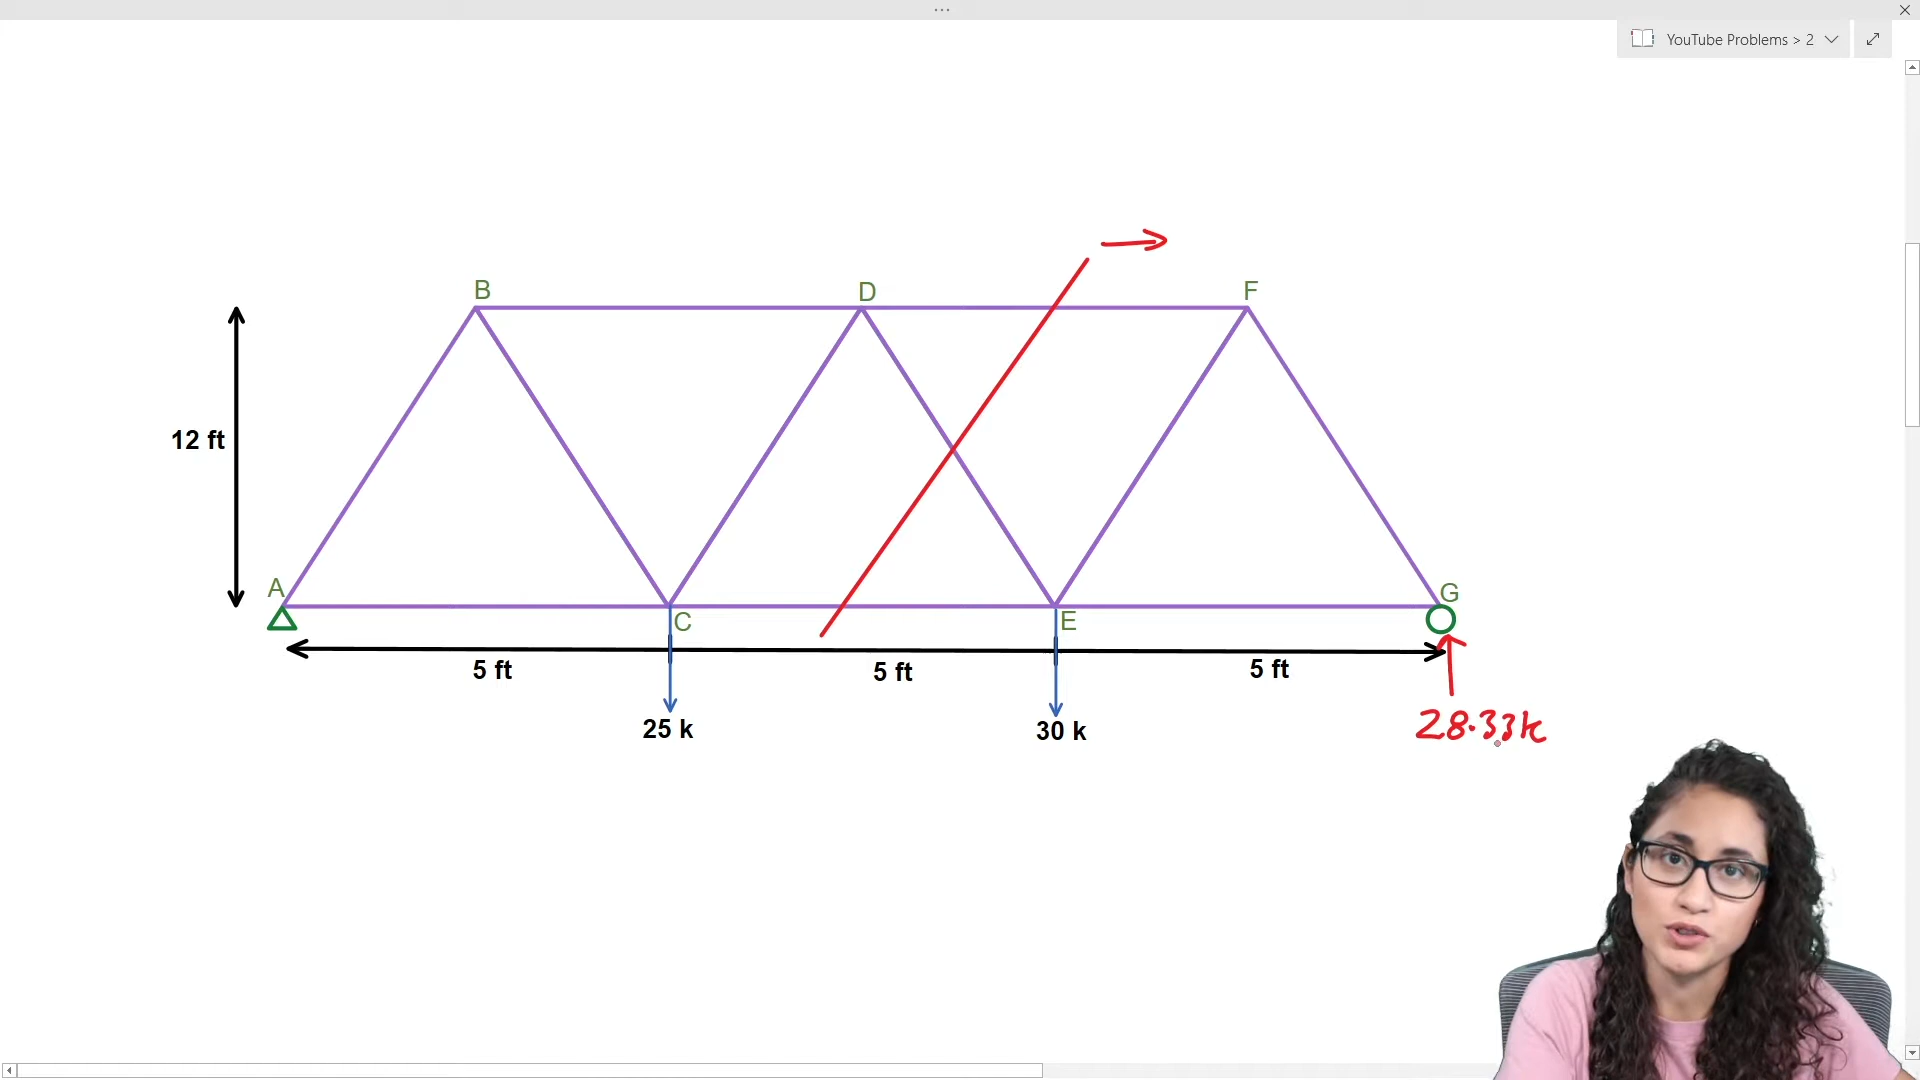 YouTube Problems > 2
B
D
F
12 ft
A
G
C
E
5 ft
5 ft
5 ft
25 k
30 k
28.33k